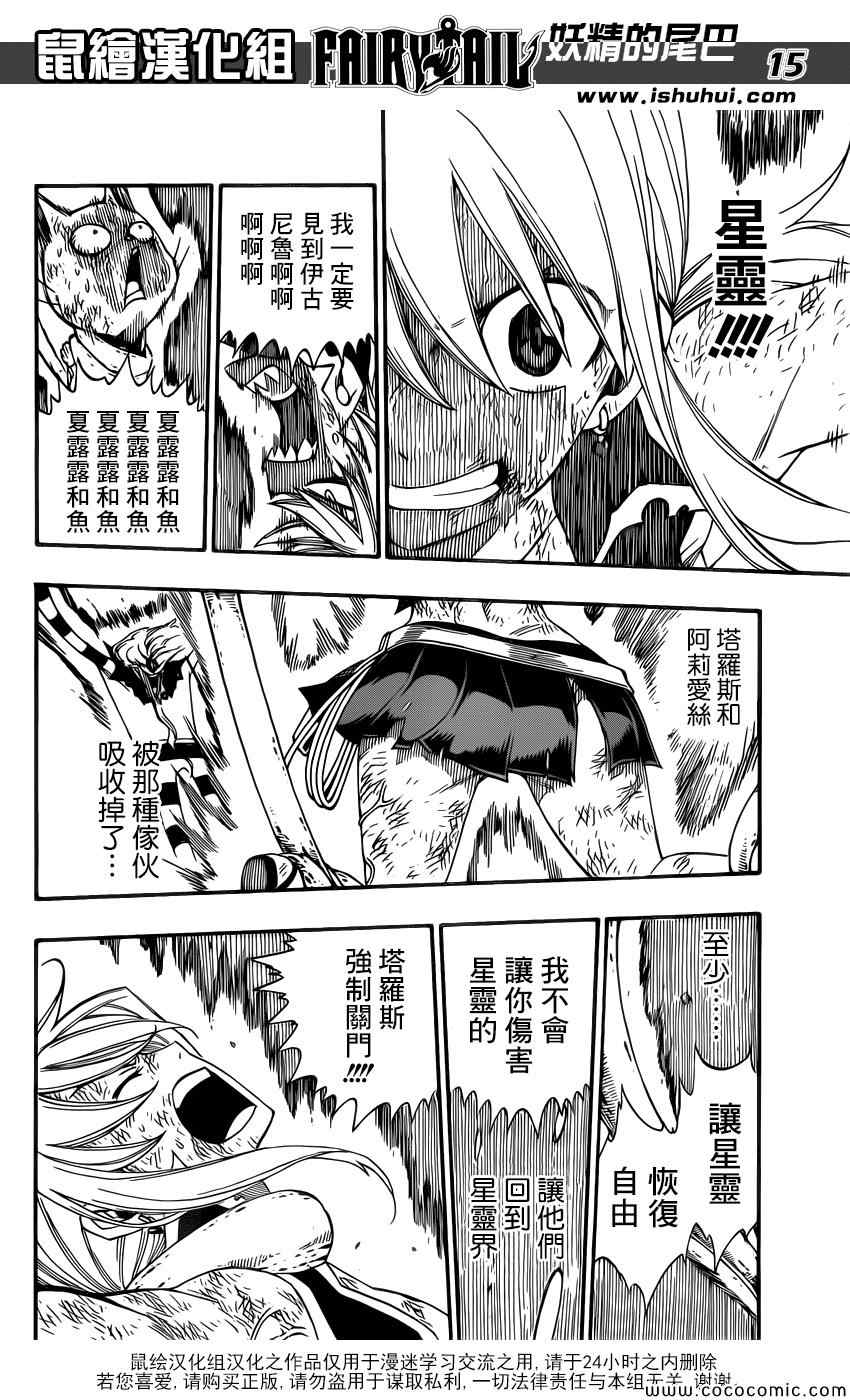 鼠繪漢化組
FAIRY TAIL
妖精的尾巴
15
www.ishuhui.com
星靈!!!!
我一定要
見到伊古
尼魯啊啊
啊啊啊
夏露露和魚
夏露露和魚
夏露露和魚
夏露露和魚
塔羅斯和
阿莉愛絲
被那種傢伙
吸收掉了…
至少……
讓星靈
恢復
自由
我不會
讓你傷害
星靈的
讓他們
回到
星靈界
塔羅斯
強制關門!!!!
鼠绘汉化组汉化之作品仅用于漫迷学习交流之用, 请于24小时之内删除
若您喜爱, 请购买正版, 请勿滥用于谋取私利, 一切法律责任与本组无关, 谢谢.
www.cococomic.com